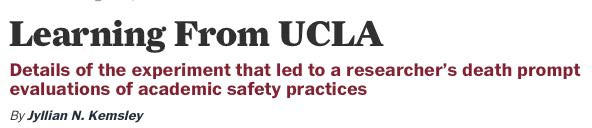 Learning From UCLA
Details of the experiment that led to a researcher’s death prompt
evaluations of academic safety practices
By Jyllian N. Kemsley